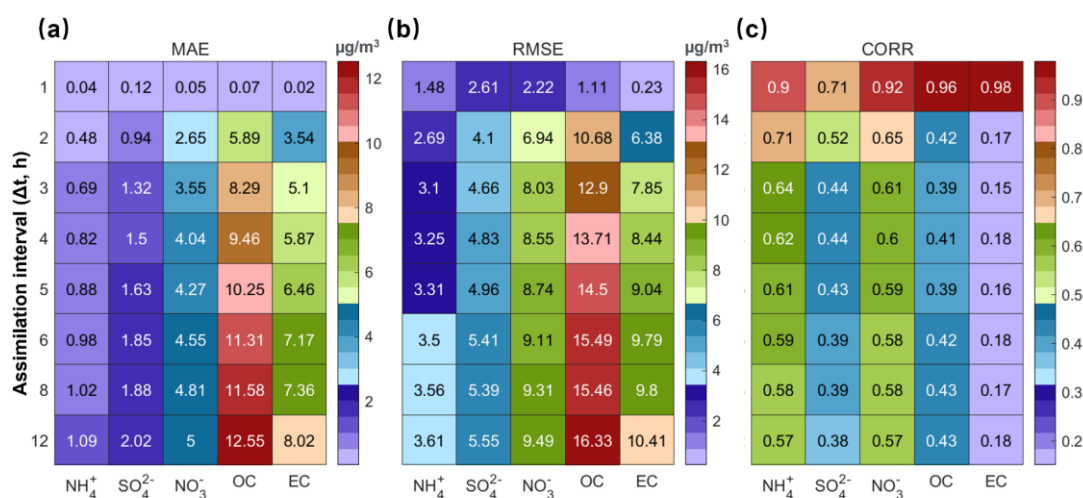 (a) MAE µg/m³
(b) RMSE µg/m³
(c) CORR
Assimilation interval (Δt, h)
1 0.04 0.12 0.05 0.07 0.02
2 0.48 0.94 2.65 5.89 3.54
3 0.69 1.32 3.55 8.29 5.1
4 0.82 1.5 4.04 9.46 5.87
5 0.88 1.63 4.27 10.25 6.46
6 0.98 1.85 4.55 11.31 7.17
8 1.02 1.88 4.81 11.58 7.36
12 1.09 2.02 5 12.55 8.02
NH₄⁺ SO₄²⁻ NO₃⁻ OC EC
12
10
8
6
4
2
1.48 2.61 2.22 1.11 0.23
2.69 4.1 6.94 10.68 6.38
3.1 4.66 8.03 12.9 7.85
3.25 4.83 8.55 13.71 8.44
3.31 4.96 8.74 14.5 9.04
3.5 5.41 9.11 15.49 9.79
3.56 5.39 9.31 15.46 9.8
3.61 5.55 9.49 16.33 10.41
NH₄⁺ SO₄²⁻ NO₃⁻ OC EC
16
14
12
10
8
6
4
2
0.9 0.71 0.92 0.96 0.98
0.71 0.52 0.65 0.42 0.17
0.64 0.44 0.61 0.39 0.15
0.62 0.44 0.6 0.41 0.18
0.61 0.43 0.59 0.39 0.16
0.59 0.39 0.58 0.42 0.18
0.58 0.39 0.58 0.43 0.17
0.57 0.38 0.57 0.43 0.18
NH₄⁺ SO₄²⁻ NO₃⁻ OC EC
0.9
0.8
0.7
0.6
0.5
0.4
0.3
0.2